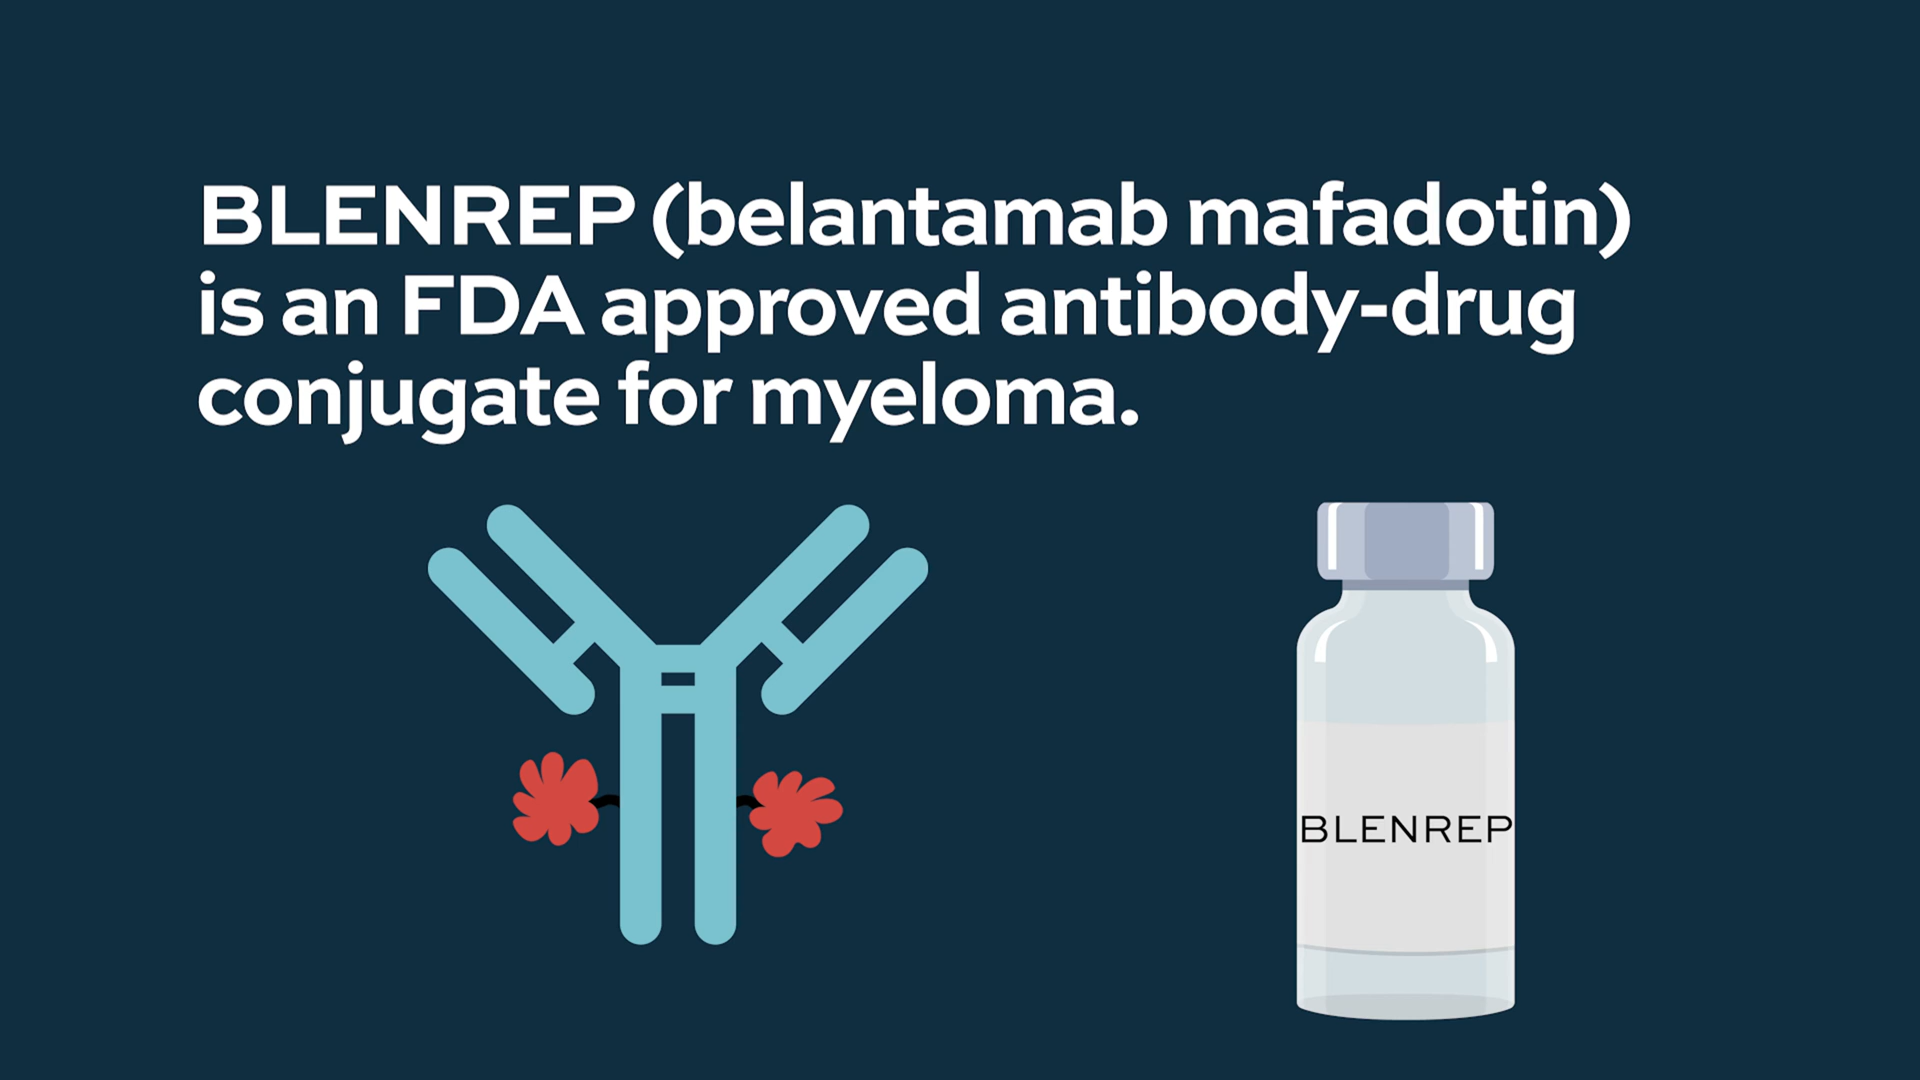 BLENREP (belantamab mafadotin)
is an FDA approved antibody-drug
conjugate for myeloma.
BLENREP